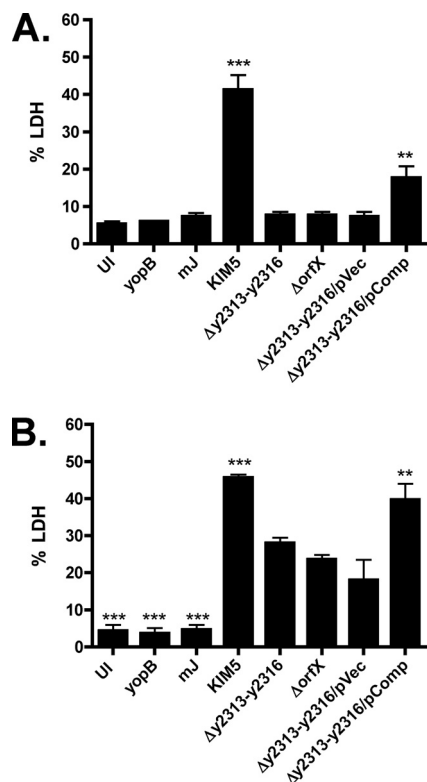 A.
% LDH
60
50
40
30
20
10
0
***
**
UI
yopB
mJ
KIM5
Δy2313-y2316
ΔorfX
Δy2313-y2316/pVec
Δy2313-y2316/pComp
B.
% LDH
60
50
40
30
20
10
0
*** *** *** *** **
UI
yopB
mJ
KIM5
Δy2313-y2316
ΔorfX
Δy2313-y2316/pVec
Δy2313-y2316/pComp